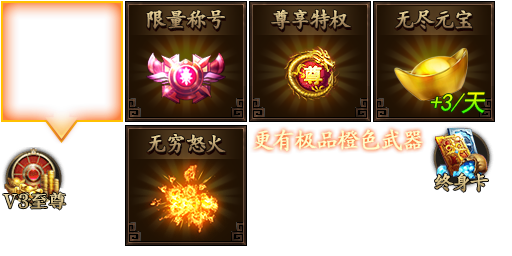 限量称号
尊享特权
尊
无尽元宝
+3/天
无穷怒火
更有极品橙色武器
V3至尊
终身卡